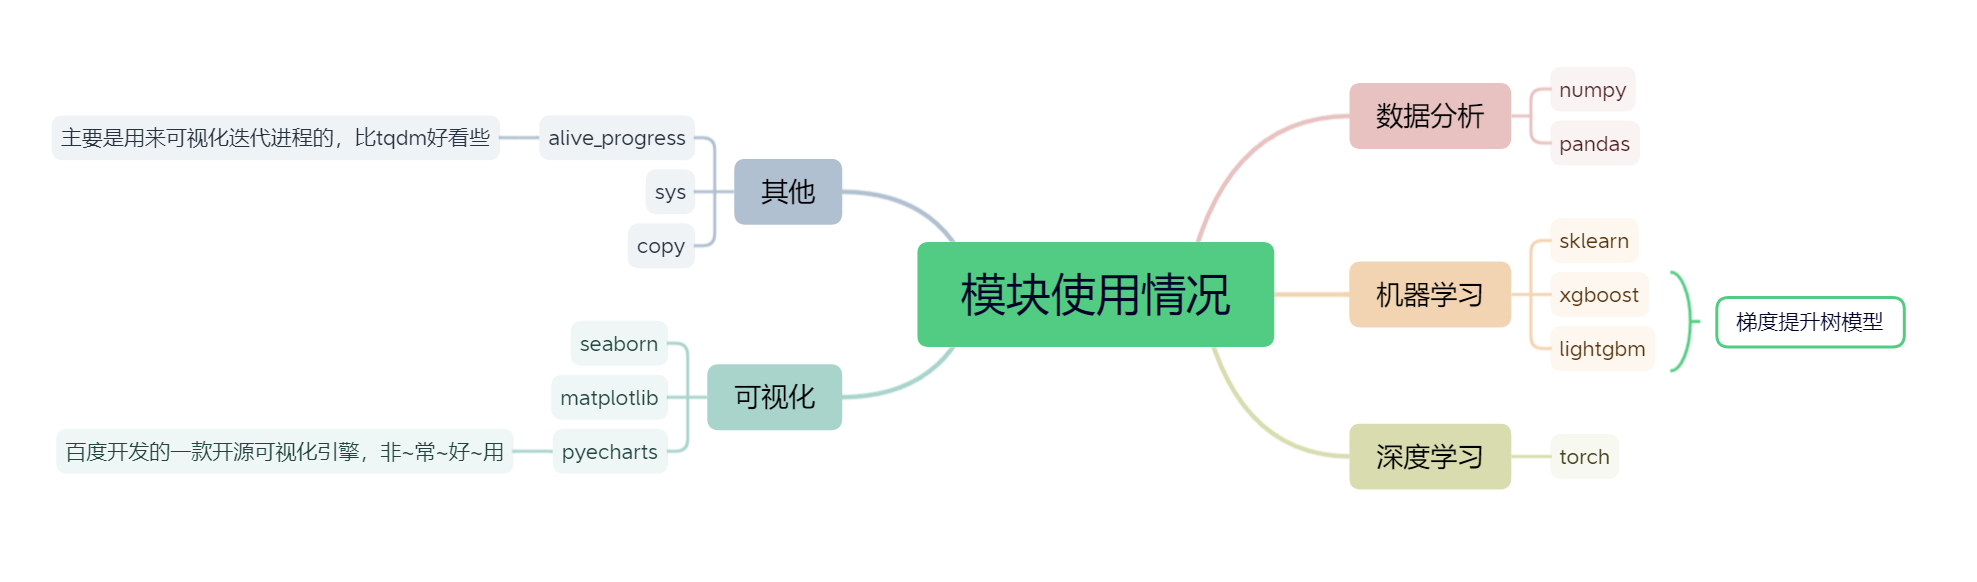 模块使用情况
数据分析
numpy
pandas
机器学习
sklearn
xgboost
lightgbm
梯度提升树模型
深度学习
torch
其他
alive_progress
主要是用来可视化迭代进程的，比tqdm好看些
sys
copy
可视化
seaborn
matplotlib
pyecharts
百度开发的一款开源可视化引擎，非~常~好~用